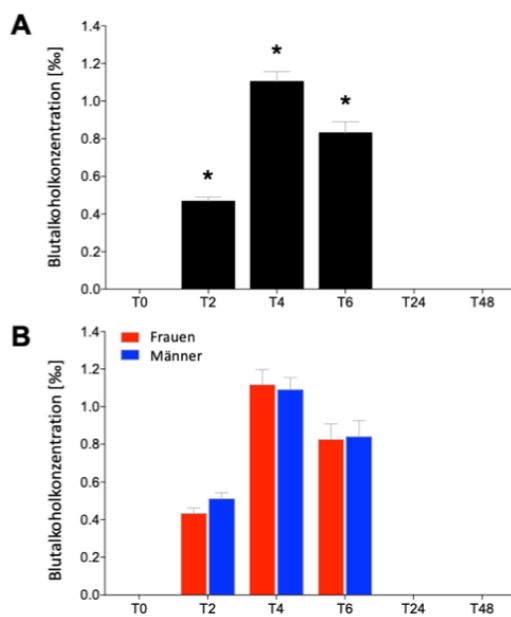 A
Blutalkoholkonzentration [‰]
1.4
1.2
1.0
0.8
0.6
0.4
0.2
0.0
*
*
*
T0 T2 T4 T6 T24 T48
B
Blutalkoholkonzentration [‰]
1.4
1.2
1.0
0.8
0.6
0.4
0.2
0.0
Frauen
Männer
T0 T2 T4 T6 T24 T48